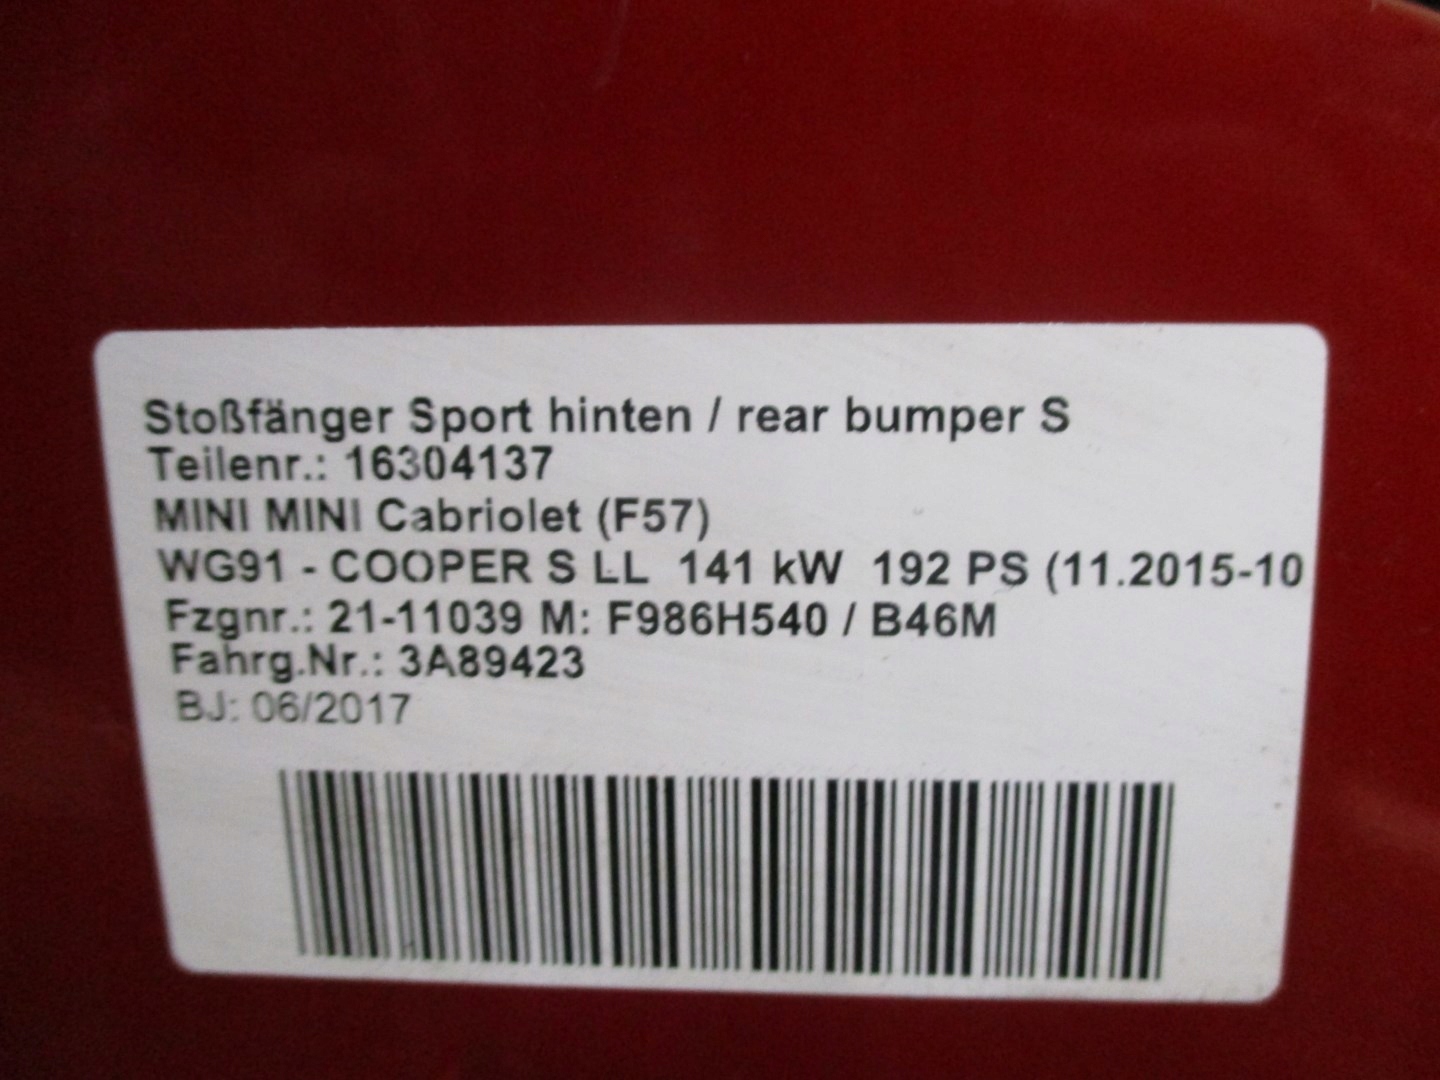 Stoßfänger Sport hinten / rear bumper S
Teilenr.: 16304137
MINI MINI Cabriolet (F57)
WG91 - COOPER S LL 141 kW 192 PS (11.2015-10
Fzgnr.: 21-11039 M: F986H540 / B46M
Fahrg.Nr.: 3A89423
BJ: 06/2017